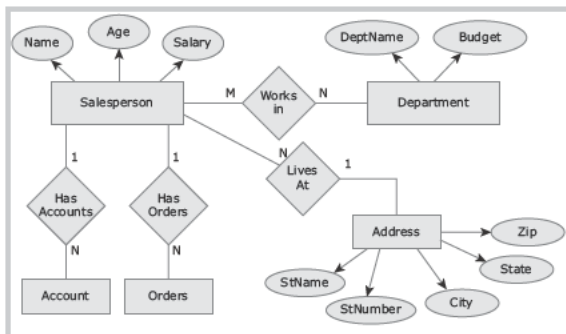 Name
Age
Salary
DeptName
Budget
Salesperson
M
Works
in
N
Department
1
1
N
Lives
At
1
Has
Accounts
Has
Orders
Address
Zip
State
N
N
StName
Account
Orders
StNumber
City